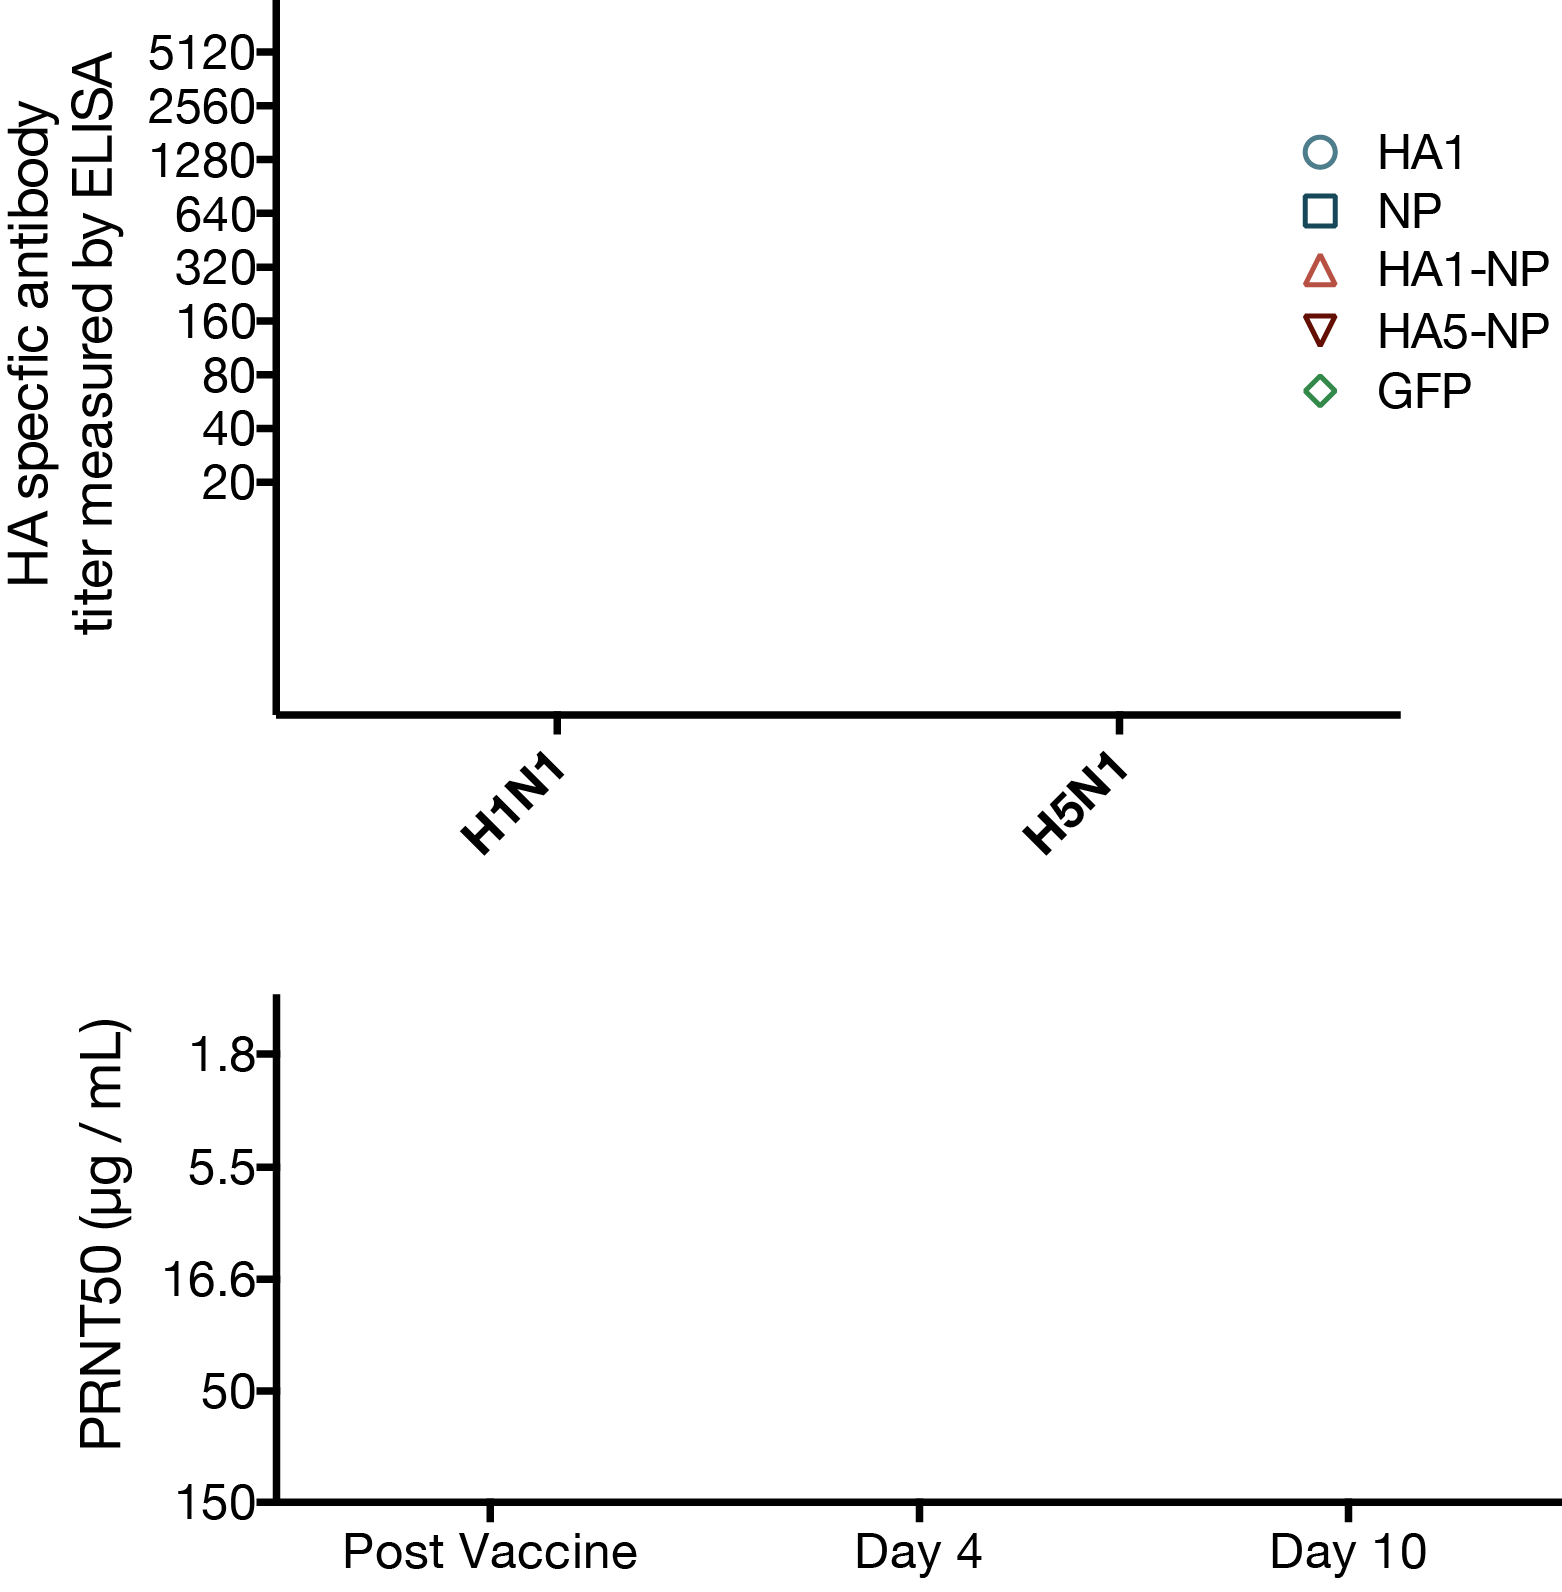 HA specfic antibody
titer measured by ELISA
5120
2560
1280
640
320
160
80
40
20
HA1
NP
HA1-NP
HA5-NP
GFP
H1N1
H5N1
PRNT50 (µg / mL)
1.8
5.5
16.6
50
150
Post Vaccine
Day 4
Day 10